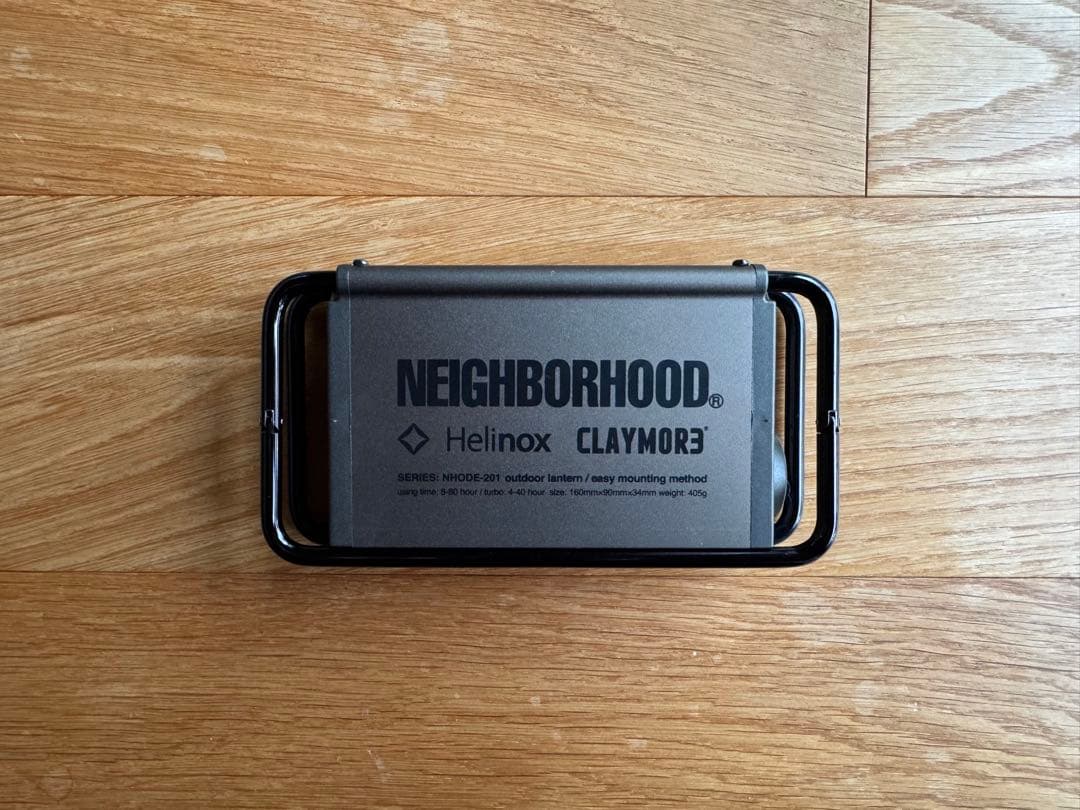 NEIGHBORHOOD®
Helinox CLAYMOR3®
SERIES: NHODE-201 outdoor lantern / easy mounting method
using time: 8-80 hour / turbo: 4-40 hour size: 160mm×90mm×34mm weight: 405g